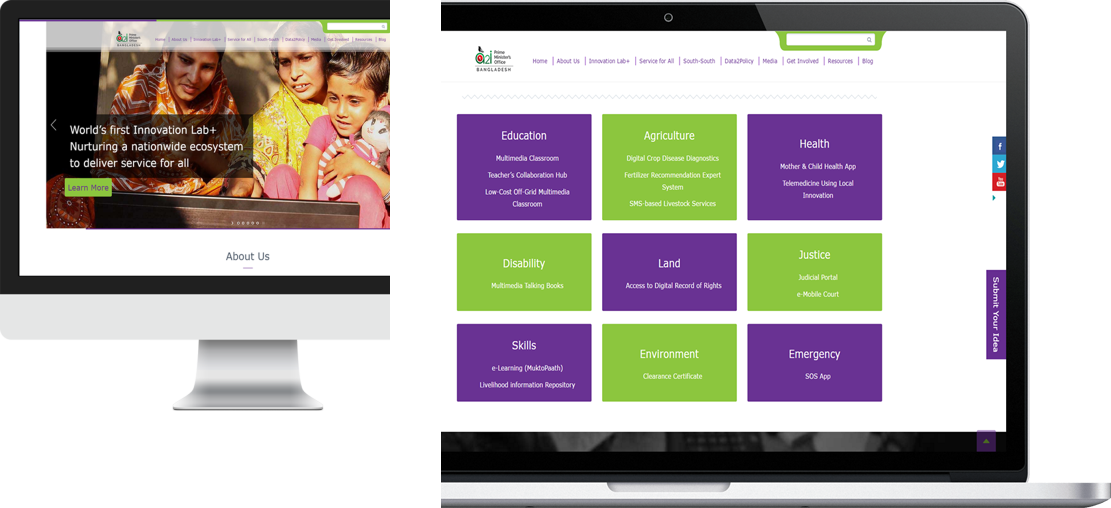 a2i
Prime
Minister's
Office
BANGLADESH
Home
About Us
Innovation Lab+
Service for All
South-South
Data2Policy
Media
Get Involved
Resources
Blog
World's first Innovation Lab+
Nurturing a nationwide ecosystem
to deliver service for all
Learn More
About Us
a2i
Prime
Minister's
Office
BANGLADESH
Home
About Us
Innovation Lab+
Service for All
South-South
Data2Policy
Media
Get Involved
Resources
Blog
Education
Multimedia Classroom
Teacher's Collaboration Hub
Low-Cost Off-Grid Multimedia
Classroom
Agriculture
Digital Crop Disease Diagnostics
Fertilizer Recommendation Expert
System
SMS-based Livestock Services
Health
Mother & Child Health App
Telemedicine Using Local
Innovation
Disability
Multimedia Talking Books
Land
Access to Digital Record of Rights
Justice
Judicial Portal
e-Mobile Court
Skills
e-Learning (MuktoPaath)
Livelihood information Repository
Environment
Clearance Certificate
Emergency
SOS App
Submit Your Idea